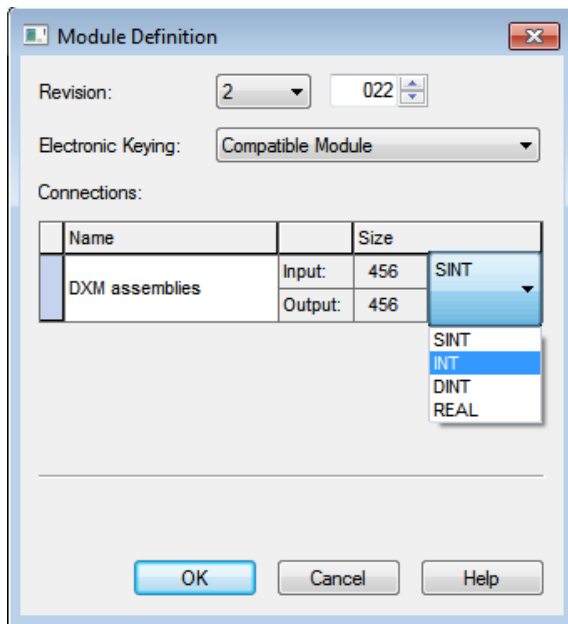 Module Definition
Revision: 2 022
Electronic Keying: Compatible Module
Connections:
Name Size
DXM assemblies Input: 456 SINT
Output: 456
SINT
INT
DINT
REAL
OK Cancel Help